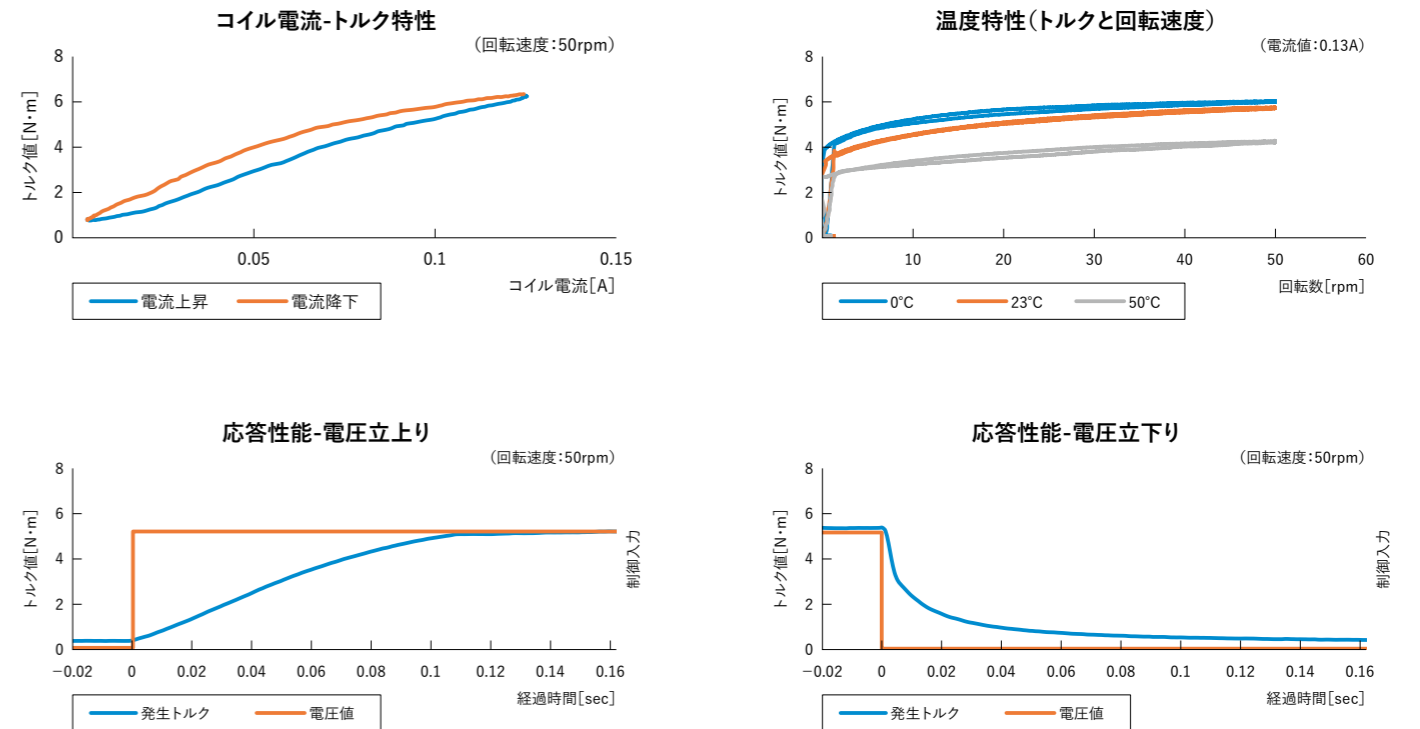 コイル電流-トルク特性
（回転速度：50rpm）
トルク値[N・m]
8
6
4
2
0
0.05
0.1
0.15
コイル電流[A]
電流上昇
電流降下
温度特性（トルクと回転速度）
（電流値：0.13A）
トルク値[N・m]
8
6
4
2
0
10
20
30
40
50
60
回転数[rpm]
0℃
23℃
50℃
応答性能-電圧立上り
（回転速度：50rpm）
トルク値[N・m]
8
6
4
2
0
制御入力
−0.02
0
0.02
0.04
0.06
0.08
0.1
0.12
0.14
0.16
経過時間[sec]
発生トルク
電圧値
応答性能-電圧立下り
（回転速度：50rpm）
トルク値[N・m]
8
6
4
2
0
制御入力
−0.02
0
0.02
0.04
0.06
0.08
0.1
0.12
0.14
0.16
経過時間[sec]
発生トルク
電圧値